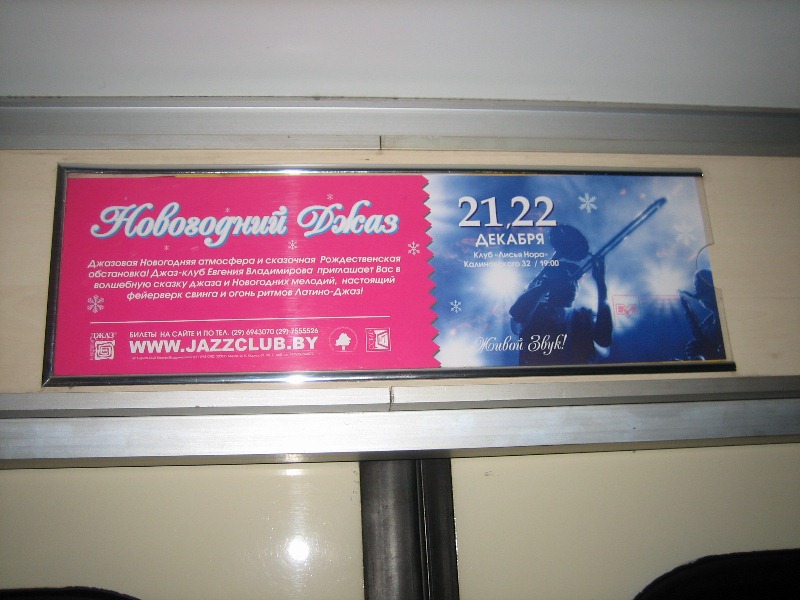 Новогодний Джаз
Джазовая Новогодняя атмосфера и сказочная Рождественская
обстановка! Джаз-клуб Евгения Владимирова приглашает Вас в
волшебную сказку джаза и Новогодних мелодий, настоящий
фейерверк свинга и огонь ритмов Латино-Джаз!
ДЖАЗ
БИЛЕТЫ НА САЙТЕ И ПО ТЕЛ. (29) 6943070 (29) 7555526
WWW.JAZZCLUB.BY
21,22
ДЕКАБРЯ
Клуб «Лисья Нора»
Калиновского 32 / 19:00
Живой Звук!